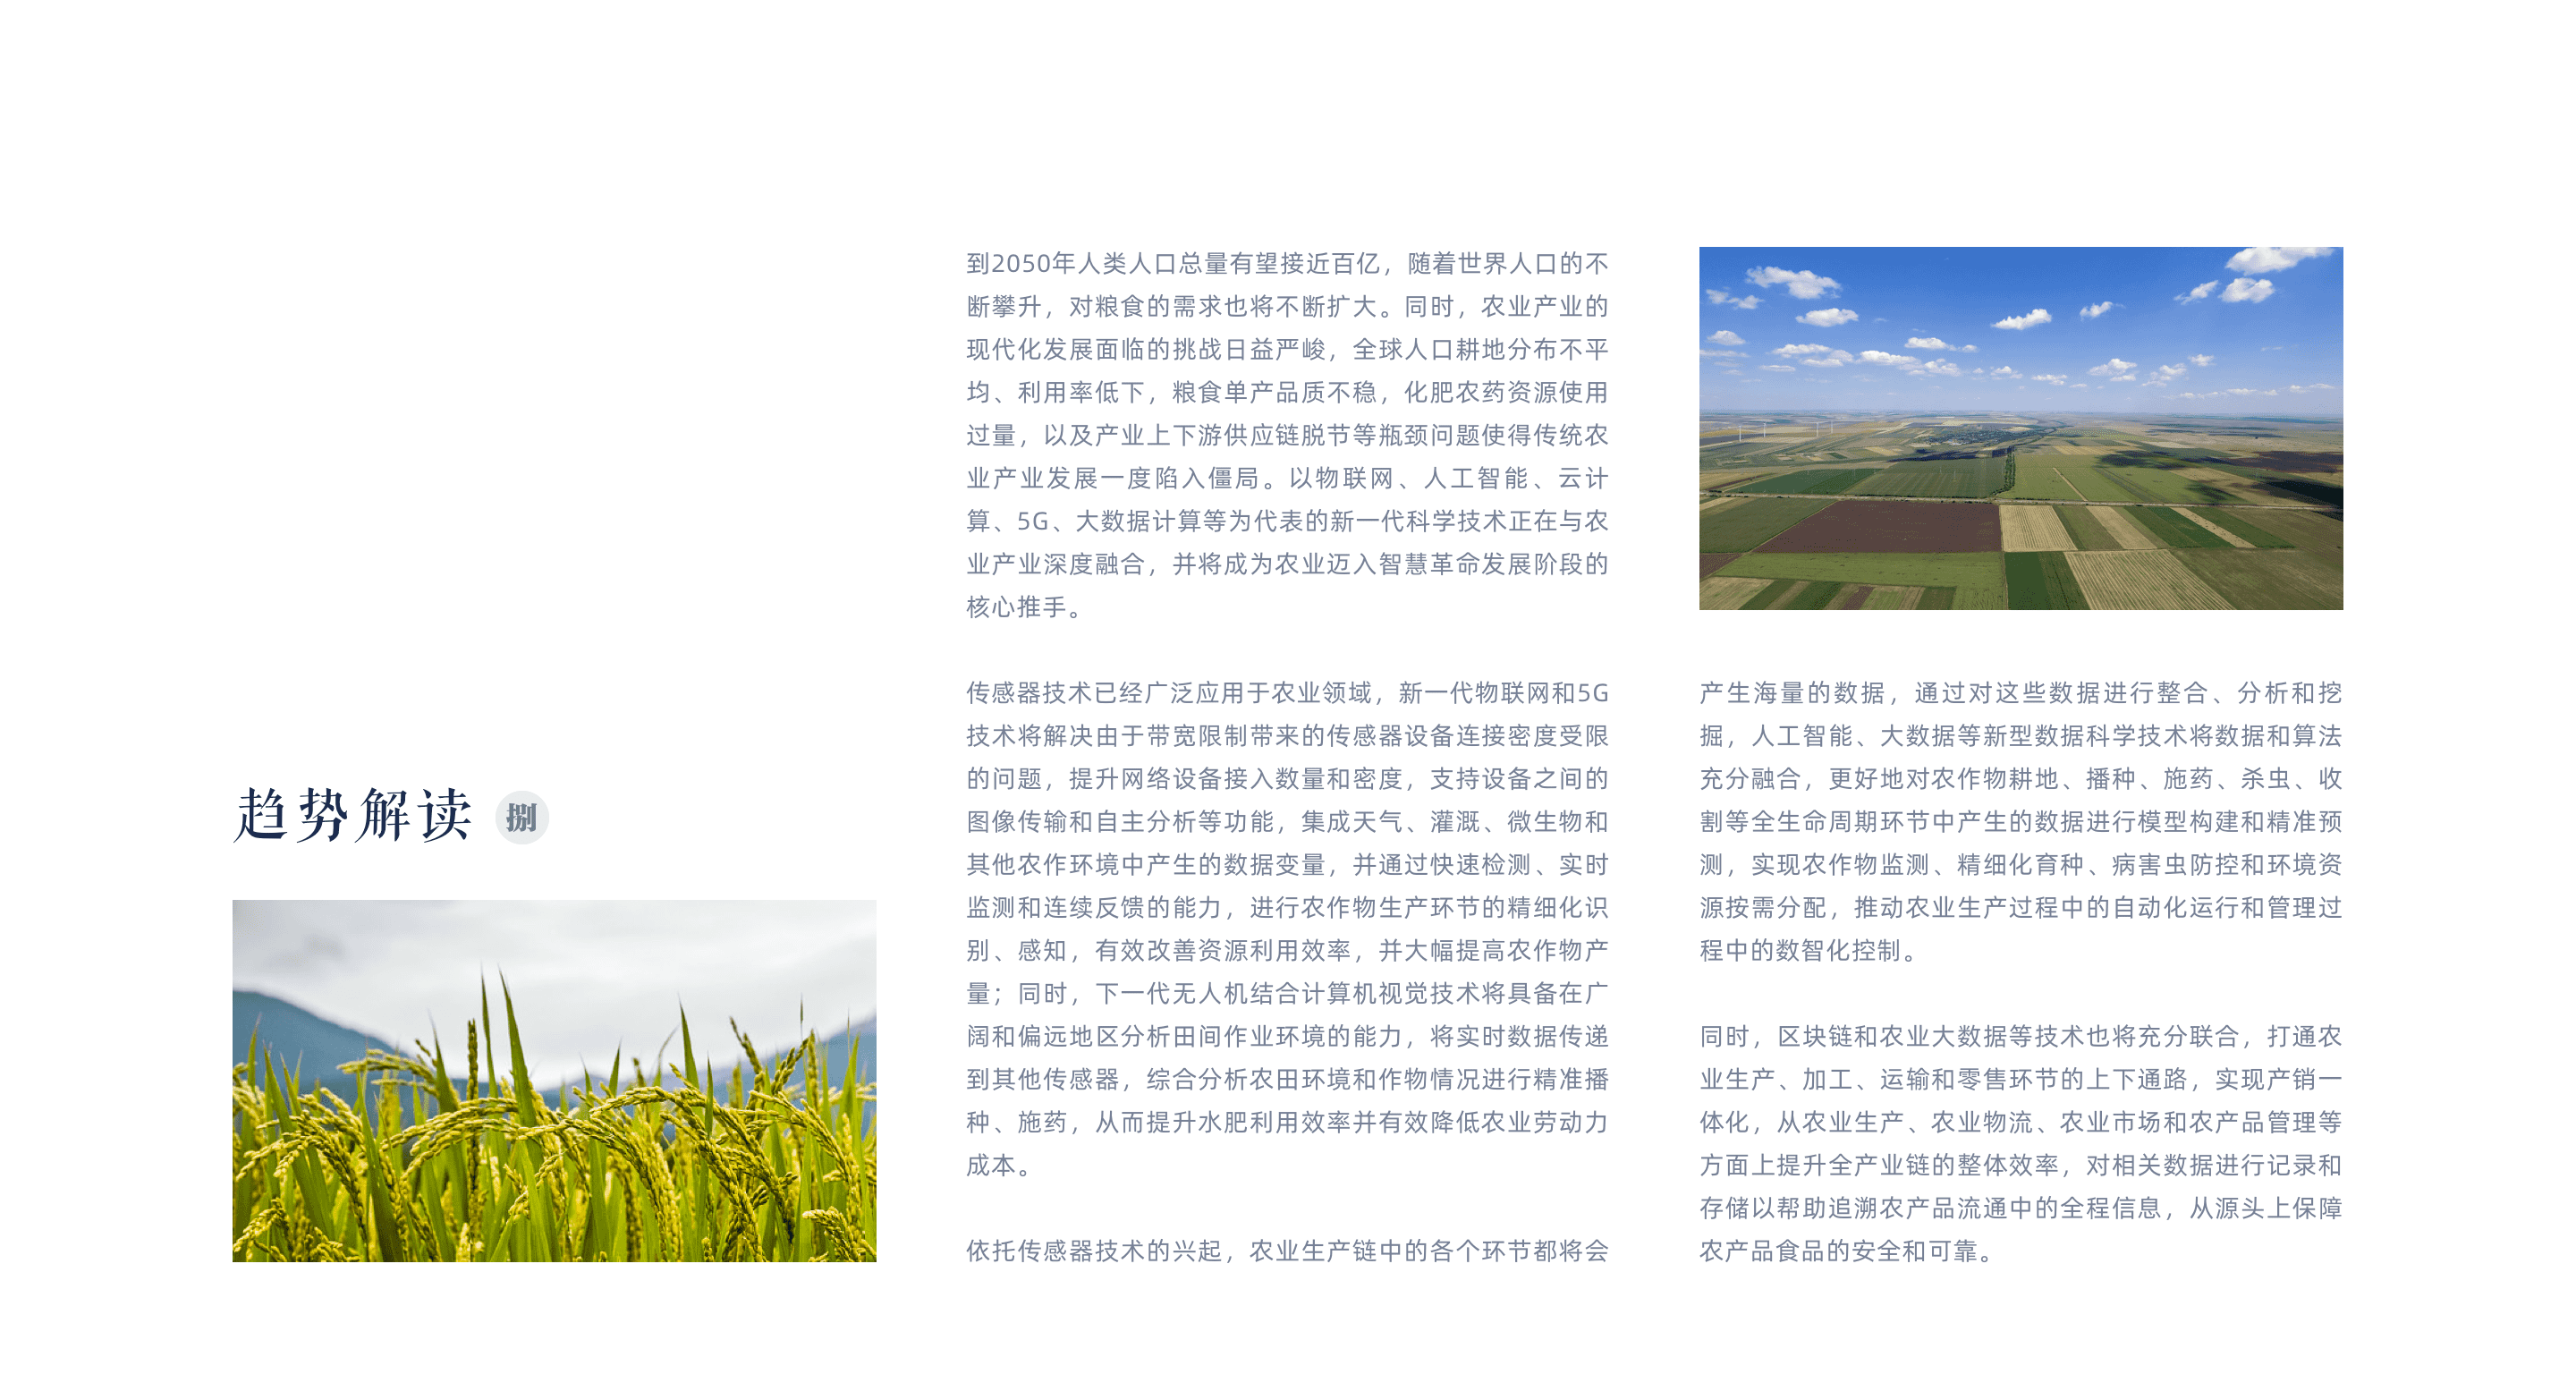 趋势解读 捌
到2050年人类人口总量有望接近百亿，随着世界人口的不
断攀升，对粮食的需求也将不断扩大。同时，农业产业的
现代化发展面临的挑战日益严峻，全球人口耕地分布不平
均、利用率低下，粮食单产品质不稳，化肥农药资源使用
过量，以及产业上下游供应链脱节等瓶颈问题使得传统农
业产业发展一度陷入僵局。以物联网、人工智能、云计
算、5G、大数据计算等为代表的新一代科学技术正在与农
业产业深度融合，并将成为农业迈入智慧革命发展阶段的
核心推手。
传感器技术已经广泛应用于农业领域，新一代物联网和5G
技术将解决由于带宽限制带来的传感器设备连接密度受限
的问题，提升网络设备接入数量和密度，支持设备之间的
图像传输和自主分析等功能，集成天气、灌溉、微生物和
其他农作环境中产生的数据变量，并通过快速检测、实时
监测和连续反馈的能力，进行农作物生产环节的精细化识
别、感知，有效改善资源利用效率，并大幅提高农作物产
量；同时，下一代无人机结合计算机视觉技术将具备在广
阔和偏远地区分析田间作业环境的能力，将实时数据传递
到其他传感器，综合分析农田环境和作物情况进行精准播
种、施药，从而提升水肥利用效率并有效降低农业劳动力
成本。
依托传感器技术的兴起，农业生产链中的各个环节都将会
产生海量的数据，通过对这些数据进行整合、分析和挖
掘，人工智能、大数据等新型数据科学技术将数据和算法
充分融合，更好地对农作物耕地、播种、施药、杀虫、收
割等全生命周期环节中产生的数据进行模型构建和精准预
测，实现农作物监测、精细化育种、病害虫防控和环境资
源按需分配，推动农业生产过程中的自动化运行和管理过
程中的数智化控制。
同时，区块链和农业大数据等技术也将充分联合，打通农
业生产、加工、运输和零售环节的上下通路，实现产销一
体化，从农业生产、农业物流、农业市场和农产品管理等
方面上提升全产业链的整体效率，对相关数据进行记录和
存储以帮助追溯农产品流通中的全程信息，从源头上保障
农产品食品的安全和可靠。